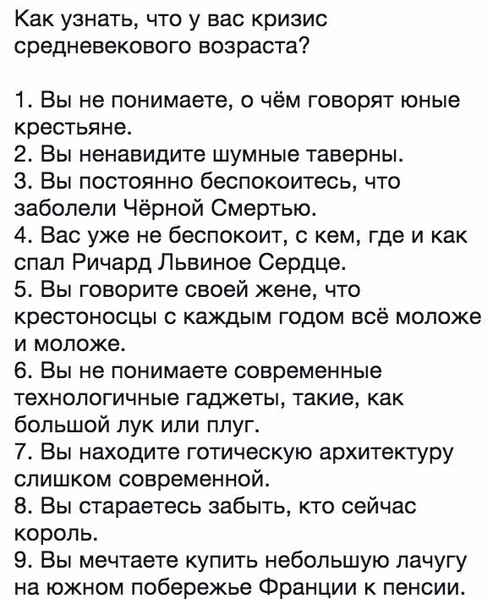 Как узнать, что у вас кризис
средневекового возраста?
1. Вы не понимаете, о чём говорят юные
крестьяне.
2. Вы ненавидите шумные таверны.
3. Вы постоянно беспокоитесь, что
заболели Чёрной Смертью.
4. Вас уже не беспокоит, с кем, где и как
спал Ричард Львиное Сердце.
5. Вы говорите своей жене, что
крестоносцы с каждым годом всё моложе
и моложе.
6. Вы не понимаете современные
технологичные гаджеты, такие, как
большой лук или плуг.
7. Вы находите готическую архитектуру
слишком современной.
8. Вы стараетесь забыть, кто сейчас
король.
9. Вы мечтаете купить небольшую лачугу
на южном побережье Франции к пенсии.